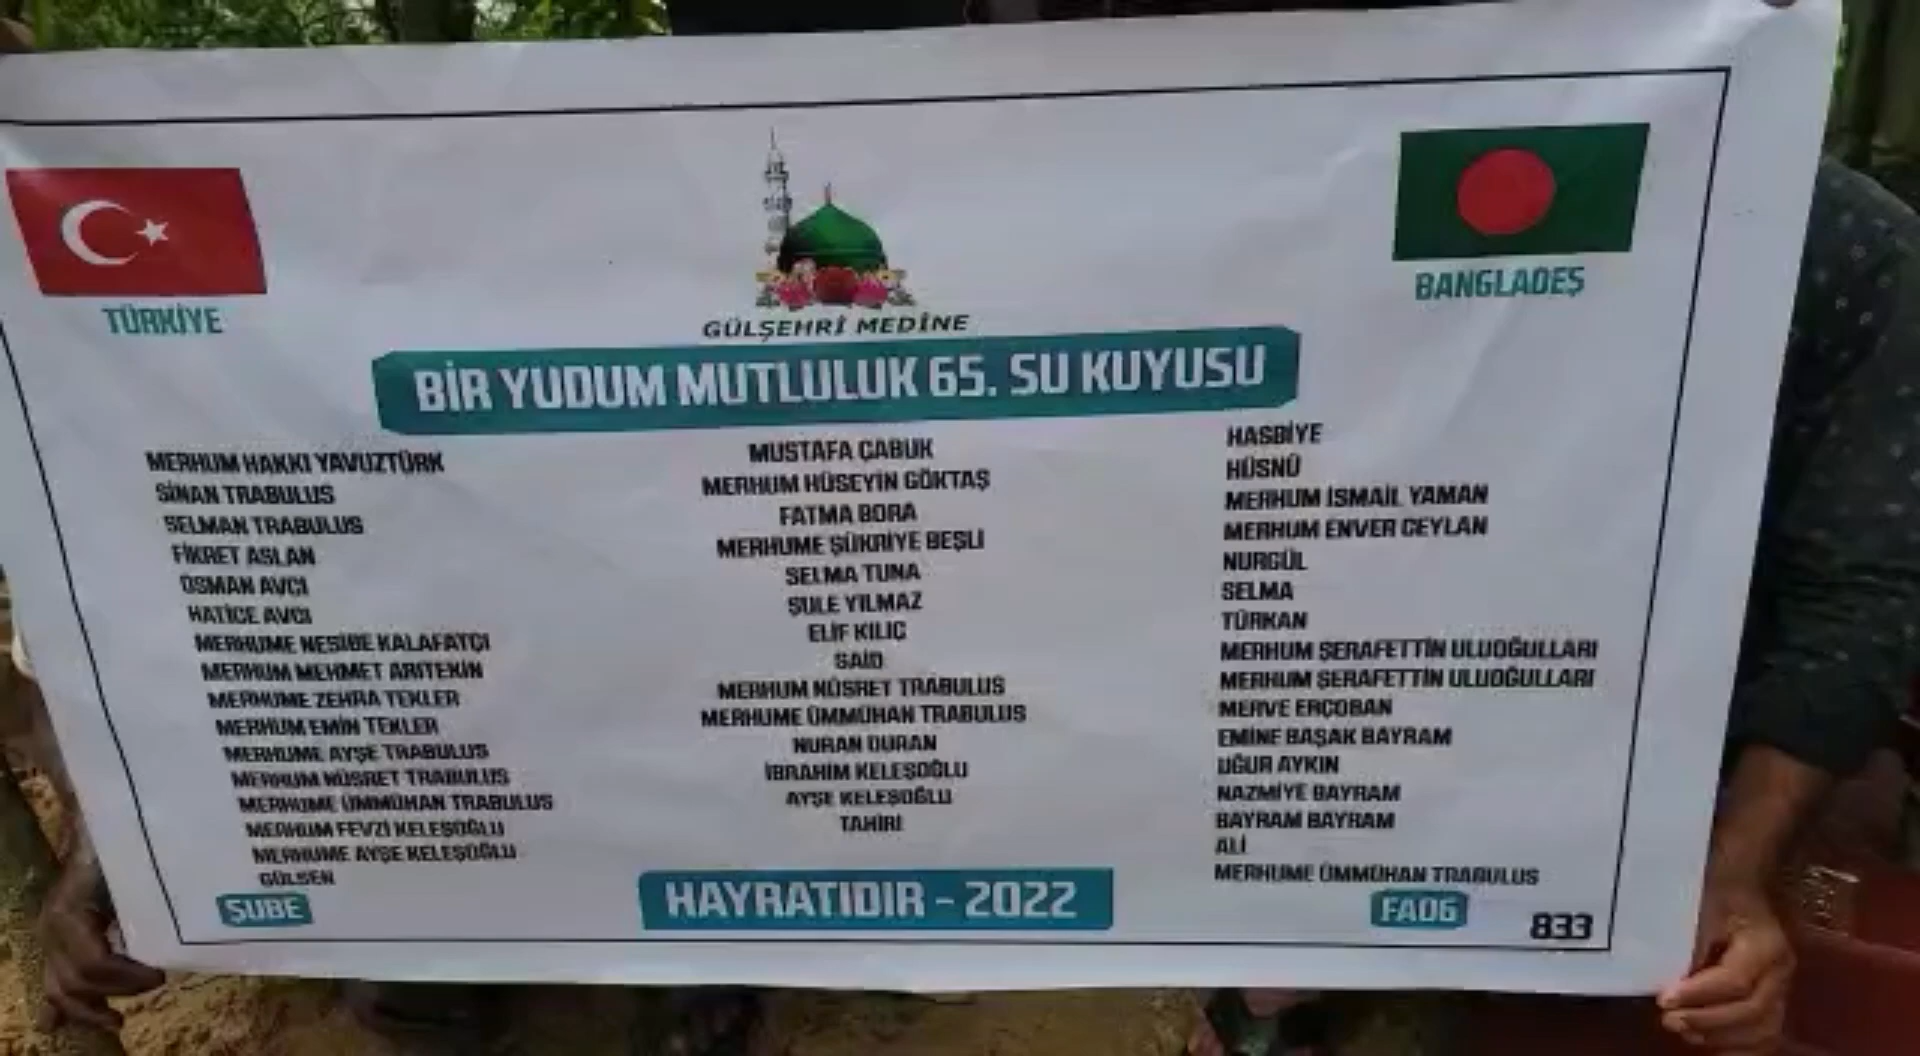 TÜRKİYE
BANGLADEŞ
GÜLŞEHRİ MEDİNE
BİR YUDUM MUTLULUK 65. SU KUYUSU
MERHUM HAKKI YAVUZTÜRK
SİNAN TRABULUS
SELMAN TRABULUS
FİKRET ASLAN
OSMAN AVCI
HATİCE AVCI
MERHUME NESİBE KALAFATÇI
MERHUM MEHMET ARITEKİN
MERHUME ZEHRA TEKLER
MERHUM EMİN TEKLER
MERHUME AYŞE TRABULUS
MERHUM NÜSRET TRABULUS
MERHUME ÜMMÜHAN TRABULUS
MERHUM FEVZİ KELEŞOĞLU
MERHUME AYŞE KELEŞOĞLU
GÜLSEN
MUSTAFA ÇABUK
MERHUM HÜSEYİN GÖKTAŞ
FATMA BORA
MERHUME ŞÜKRİYE BEŞLİ
SELMA TUNA
ŞULE YILMAZ
ELİF KILIÇ
SAİD
MERHUM NÜSRET TRABULUS
MERHUME ÜMMÜHAN TRABULUS
NURAN DURAN
İBRAHİM KELEŞOĞLU
AYŞE KELEŞOĞLU
TAHİRİ
HASBİYE
HÜSNÜ
MERHUM İSMAİL YAMAN
MERHUM ENVER CEYLAN
NURGÜL
SELMA
TÜRKAN
MERHUM ŞERAFETTİN ULUOĞULLARI
MERHUM ŞERAFETTİN ULUOĞULLARI
MERVE ERÇOBAN
EMİNE BAŞAK BAYRAM
UĞUR AYKIN
NAZMİYE BAYRAM
BAYRAM BAYRAM
ALİ
MERHUME ÜMMÜHAN TRABULUS
ŞUBE
HAYRATIDIR - 2022
FA06
833